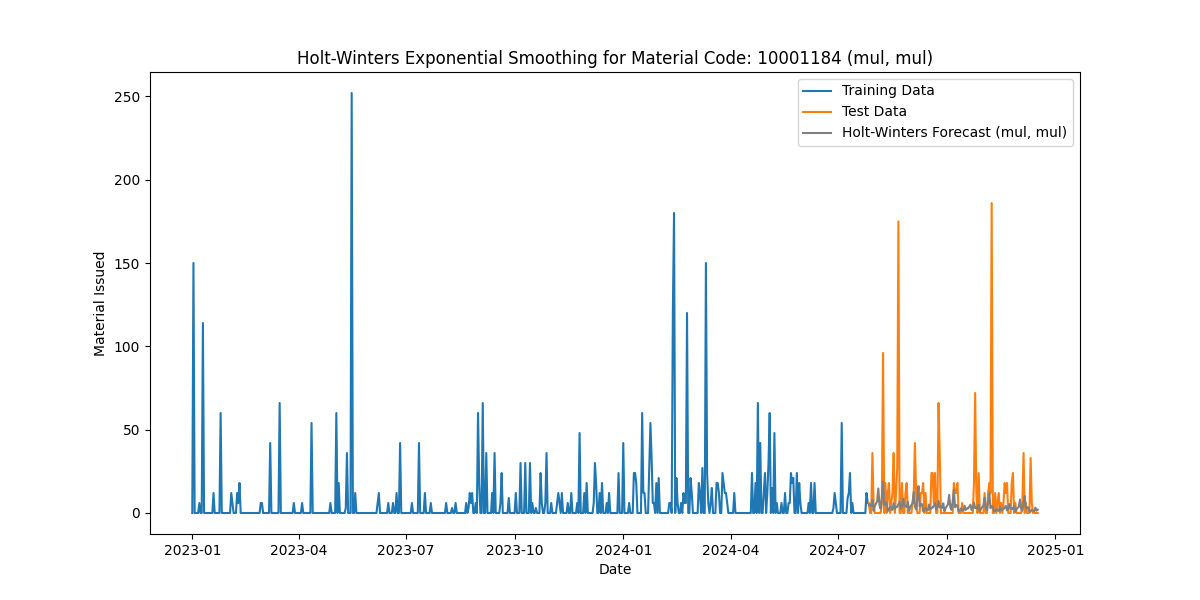 Holt-Winters Exponential Smoothing for Material Code: 10001184 (mul, mul)
Training Data
Test Data
Holt-Winters Forecast (mul, mul)
Material Issued
250
200
150
100
50
0
2023-01 2023-04 2023-07 2023-10 2024-01 2024-04 2024-07 2024-10 2025-01
Date